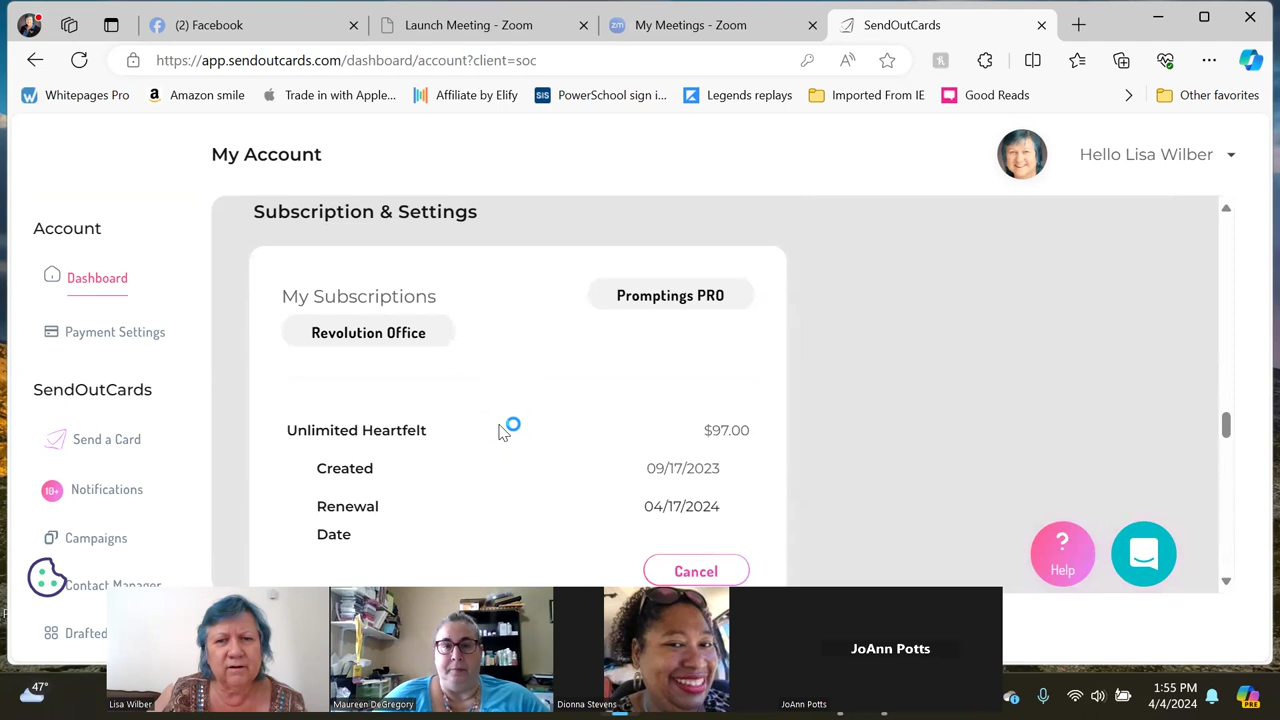 (2) Facebook
Launch Meeting - Zoom
zm My Meetings - Zoom
SendOutCards
https://app.sendoutcards.com/dashboard/account?client=soc
Whitepages Pro
Amazon smile
Trade in with Apple...
Affiliate by Elify
SIS PowerSchool sign i...
Legends replays
Imported From IE
Good Reads
Other favorites
My Account
Hello Lisa Wilber
Account
Dashboard
Payment Settings
SendOutCards
Send a Card
10+ Notifications
Campaigns
Contact Manager
Drafted
Subscription & Settings
My Subscriptions
Promptings PRO
Revolution Office
Unlimited Heartfelt
$97.00
Created
09/17/2023
Renewal
Date
04/17/2024
Cancel
?
Help
JoAnn Potts
Lisa Wilber
Maureen DeGregory
Dionna Stevens
JoAnn Potts
47°
1:55 PM
4/4/2024
PRE